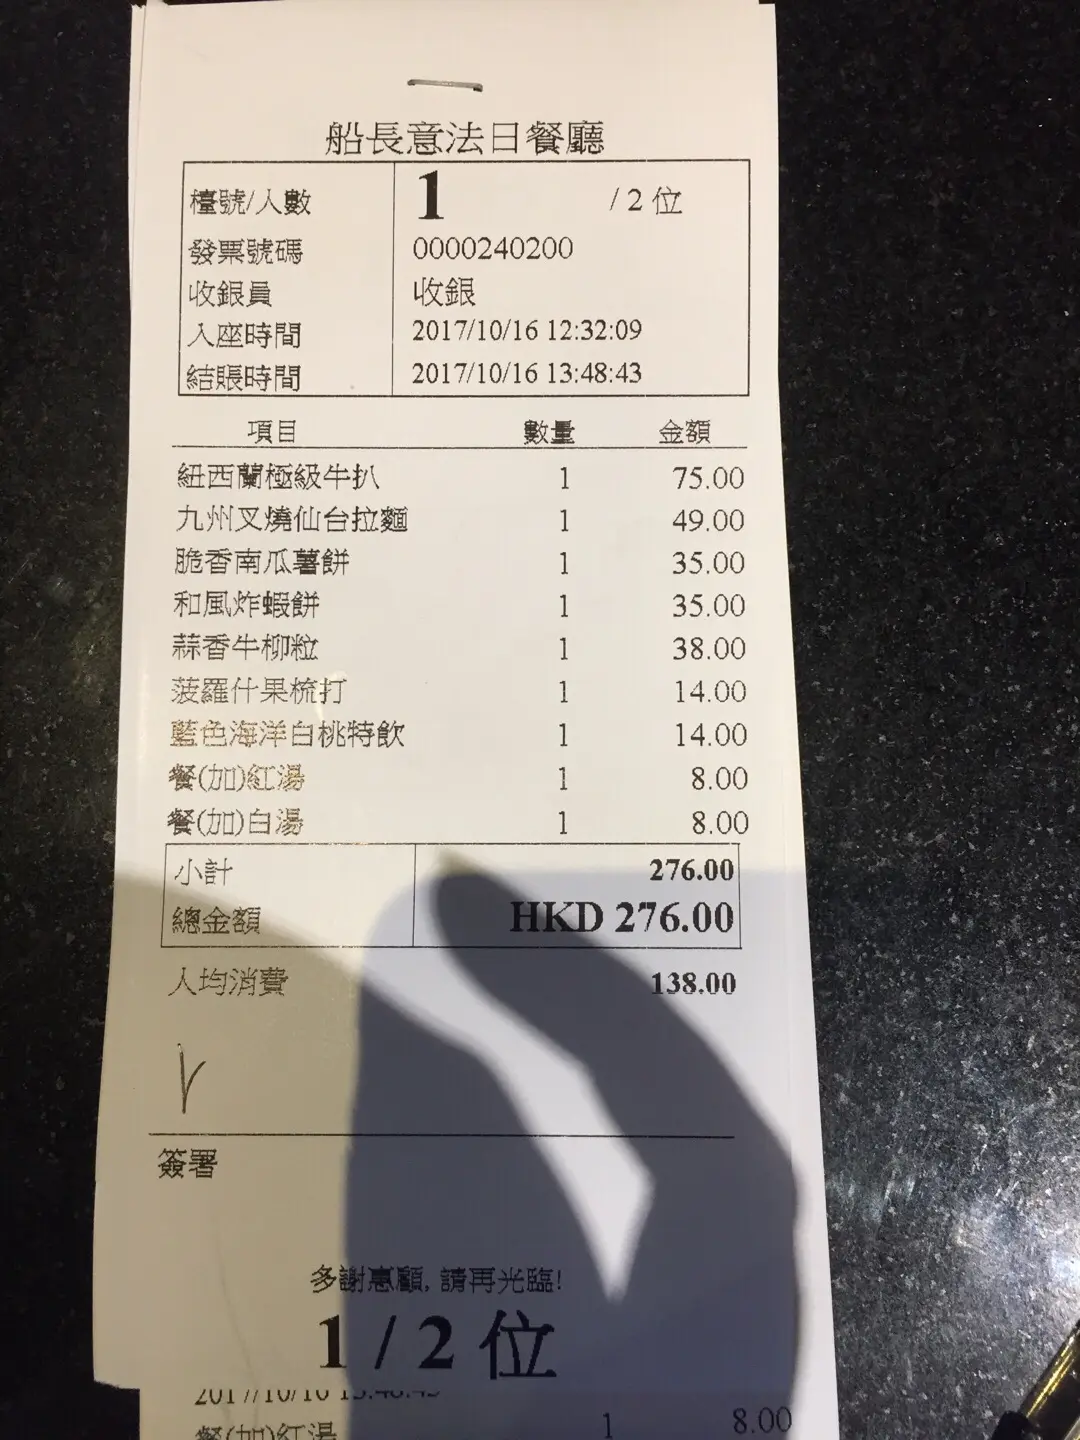 船長意法日餐廳
檯號/人數 1 / 2 位
發票號碼 0000240200
收銀員 收銀
入座時間 2017/10/16 12:32:09
結賬時間 2017/10/16 13:48:43
項目 數量 金額
紐西蘭極級牛扒 1 75.00
九州叉燒仙台拉麵 1 49.00
脆香南瓜薯餅 1 35.00
和風炸蝦餅 1 35.00
蒜香牛柳粒 1 38.00
菠羅什果梳打 1 14.00
藍色海洋白桃特飲 1 14.00
餐(加)紅湯 1 8.00
餐(加)白湯 1 8.00
小計 276.00
總金額 HKD 276.00
人均消費 138.00
簽署
多謝惠顧, 請再光臨!
1 / 2 位
餐(加)紅湯 1 8.00